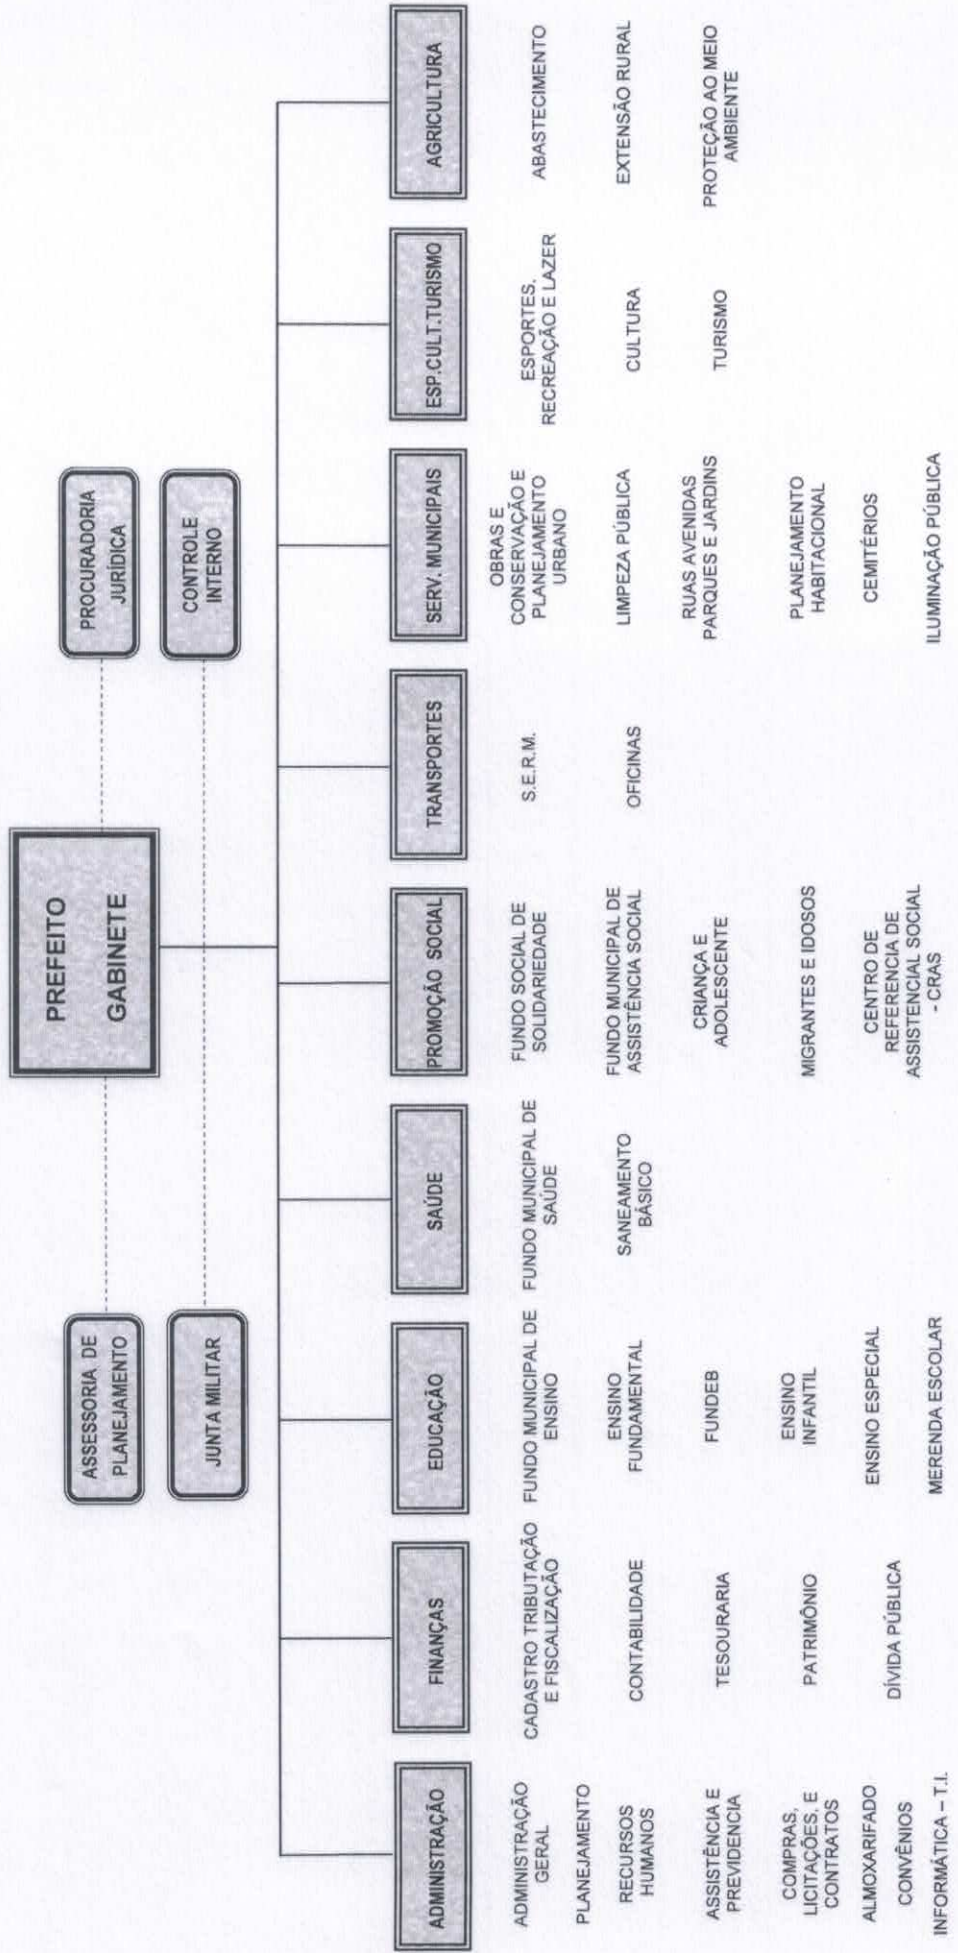 PREFEITO
GABINETE
ASSESSORIA DE
PLANEJAMENTO
JUNTA MILITAR
PROCURADORIA
JURÍDICA
CONTROLE
INTERNO
ADMINISTRAÇÃO
ADMINISTRAÇÃO
GERAL
PLANEJAMENTO
RECURSOS
HUMANOS
ASSISTÊNCIA E
PREVIDENCIA
COMPRAS,
LICITAÇÕES, E
CONTRATOS
ALMOXARIFADO
CONVÊNIOS
INFORMÁTICA – T.I.
FINANÇAS
CADASTRO TRIBUTAÇÃO
E FISCALIZAÇÃO
CONTABILIDADE
TESOURARIA
PATRIMÔNIO
DÍVIDA PÚBLICA
EDUCAÇÃO
FUNDO MUNICIPAL DE
ENSINO
ENSINO
FUNDAMENTAL
FUNDEB
ENSINO
INFANTIL
ENSINO ESPECIAL
MERENDA ESCOLAR
SAÚDE
FUNDO MUNICIPAL DE
SAÚDE
SANEAMENTO
BÁSICO
PROMOÇÃO SOCIAL
FUNDO SOCIAL DE
SOLIDARIEDADE
FUNDO MUNICIPAL DE
ASSISTÊNCIA SOCIAL
CRIANÇA E
ADOLESCENTE
MIGRANTES E IDOSOS
CENTRO DE
REFERENCIA DE
ASSISTENCIAL SOCIAL
- CRAS
TRANSPORTES
S.E.R.M.
OFICINAS
SERV. MUNICIPAIS
OBRAS E
CONSERVAÇÃO E
PLANEJAMENTO
URBANO
LIMPEZA PÚBLICA
RUAS AVENIDAS
PARQUES E JARDINS
PLANEJAMENTO
HABITACIONAL
CEMITÉRIOS
ILUMINAÇÃO PÚBLICA
ESP.CULT.TURISMO
ESPORTES,
RECREAÇÃO E LAZER
CULTURA
TURISMO
AGRICULTURA
ABASTECIMENTO
EXTENSÃO RURAL
PROTEÇÃO AO MEIO
AMBIENTE